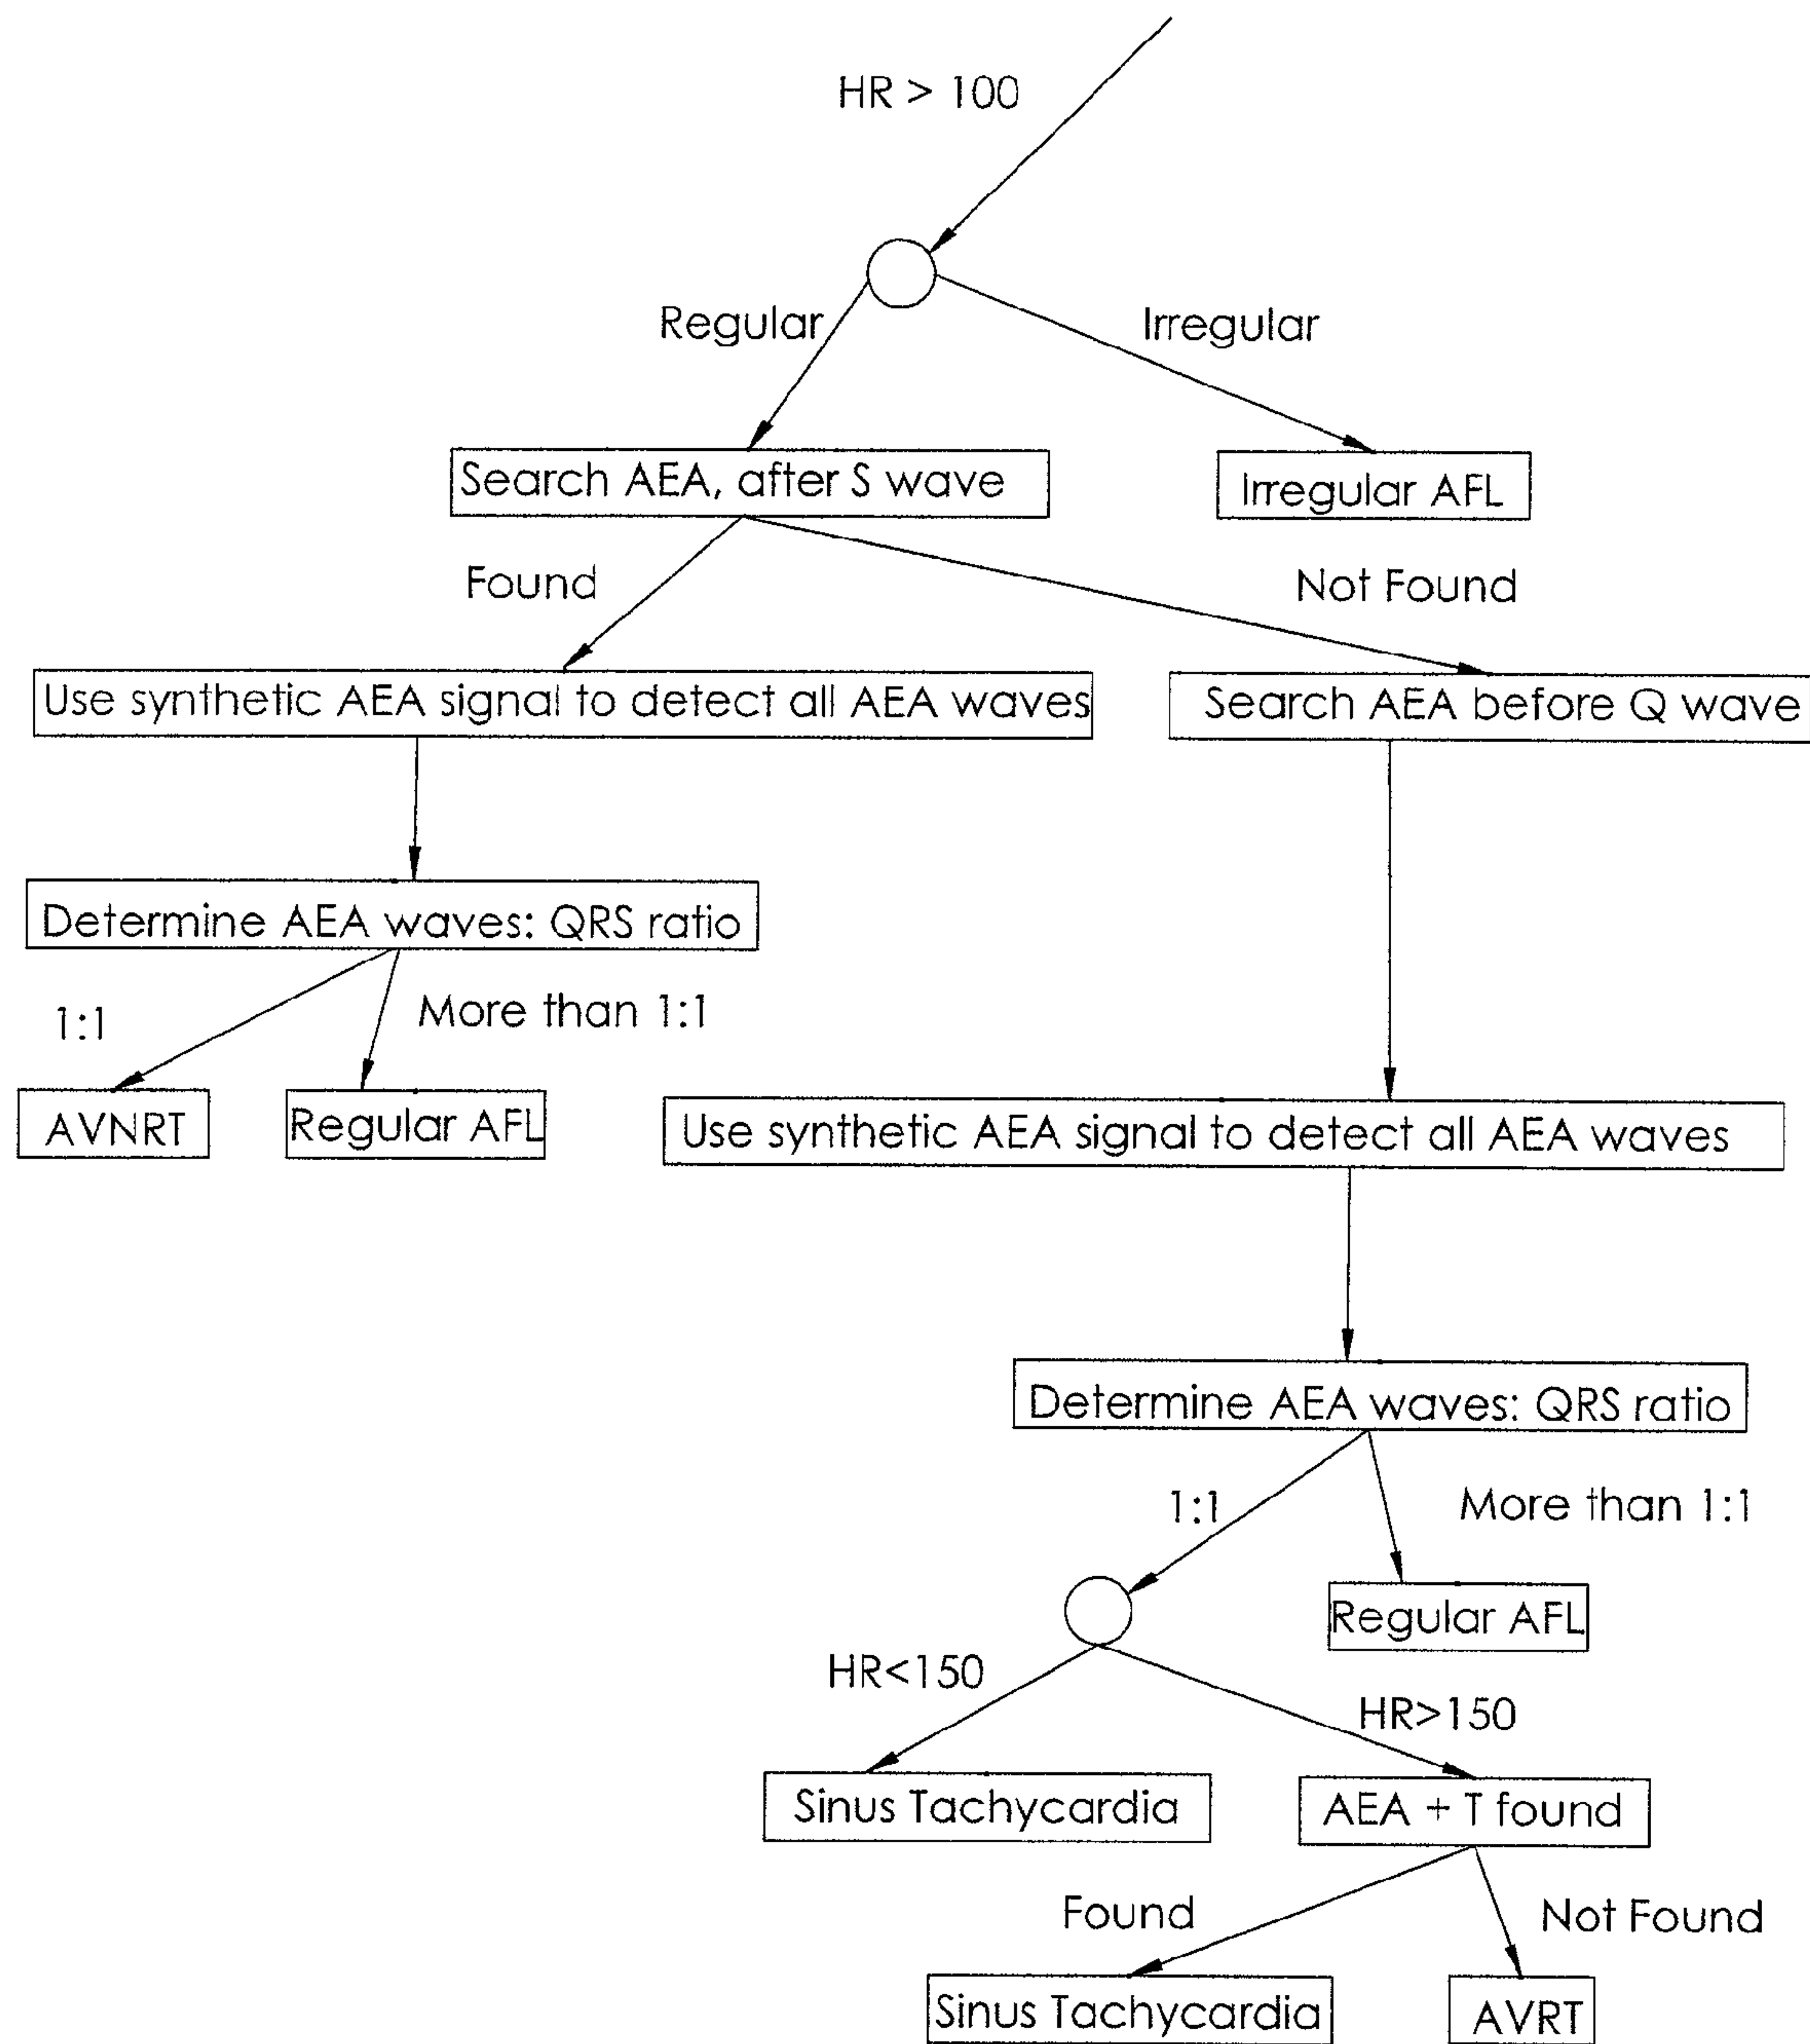 HR > 100
Regular
Irregular
Search AEA, after S wave
Irregular AFL
Found
Not Found
Use synthetic AEA signal to detect all AEA waves
Search AEA before Q wave
Determine AEA waves: QRS ratio
1:1
More than 1:1
AVNRT
Regular AFL
Use synthetic AEA signal to detect all AEA waves
Determine AEA waves: QRS ratio
1:1
More than 1:1
Regular AFL
HR<150
HR>150
Sinus Tachycardia
AEA + T found
Found
Not Found
Sinus Tachycardia
AVRT